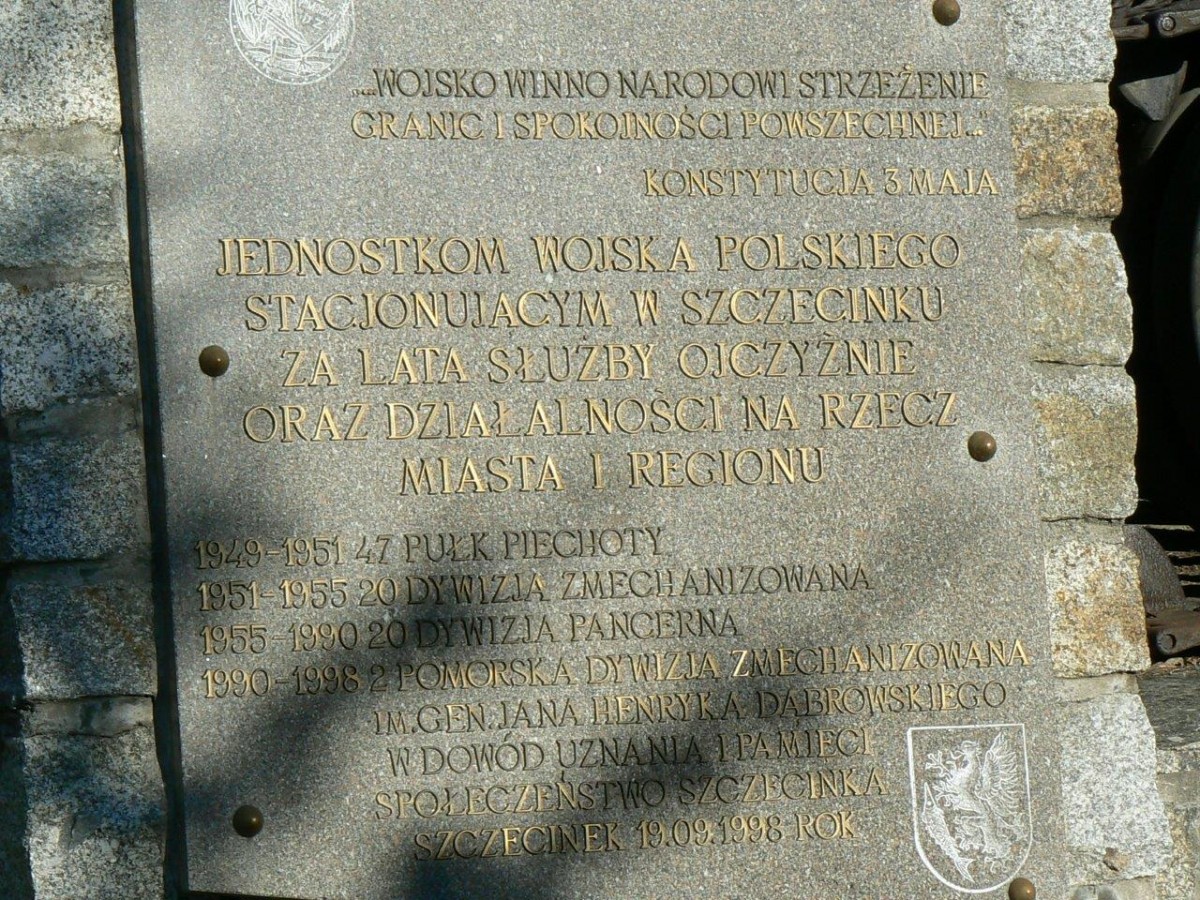 „...WOJSKO WINNO NARODOWI STRZEŻENIE
GRANIC I SPOKOJNOŚCI POWSZECHNEJ..."
KONSTYTUCJA 3 MAJA
JEDNOSTKOM WOJSKA POLSKIEGO
STACJONUJĄCYM W SZCZECINKU
ZA LATA SŁUŻBY OJCZYŹNIE
ORAZ DZIAŁALNOŚCI NA RZECZ
MIASTA I REGIONU
1949-1951 47 PUŁK PIECHOTY
1951-1955 20 DYWIZJA ZMECHANIZOWANA
1955-1990 20 DYWIZJA PANCERNA
1990-1998 2 POMORSKA DYWIZJA ZMECHANIZOWANA
IM. GEN. JANA HENRYKA DĄBROWSKIEGO
W DOWÓD UZNANIA I PAMIĘCI
SPOŁECZEŃSTWO SZCZECINKA
SZCZECINEK 19.09.1998 ROK